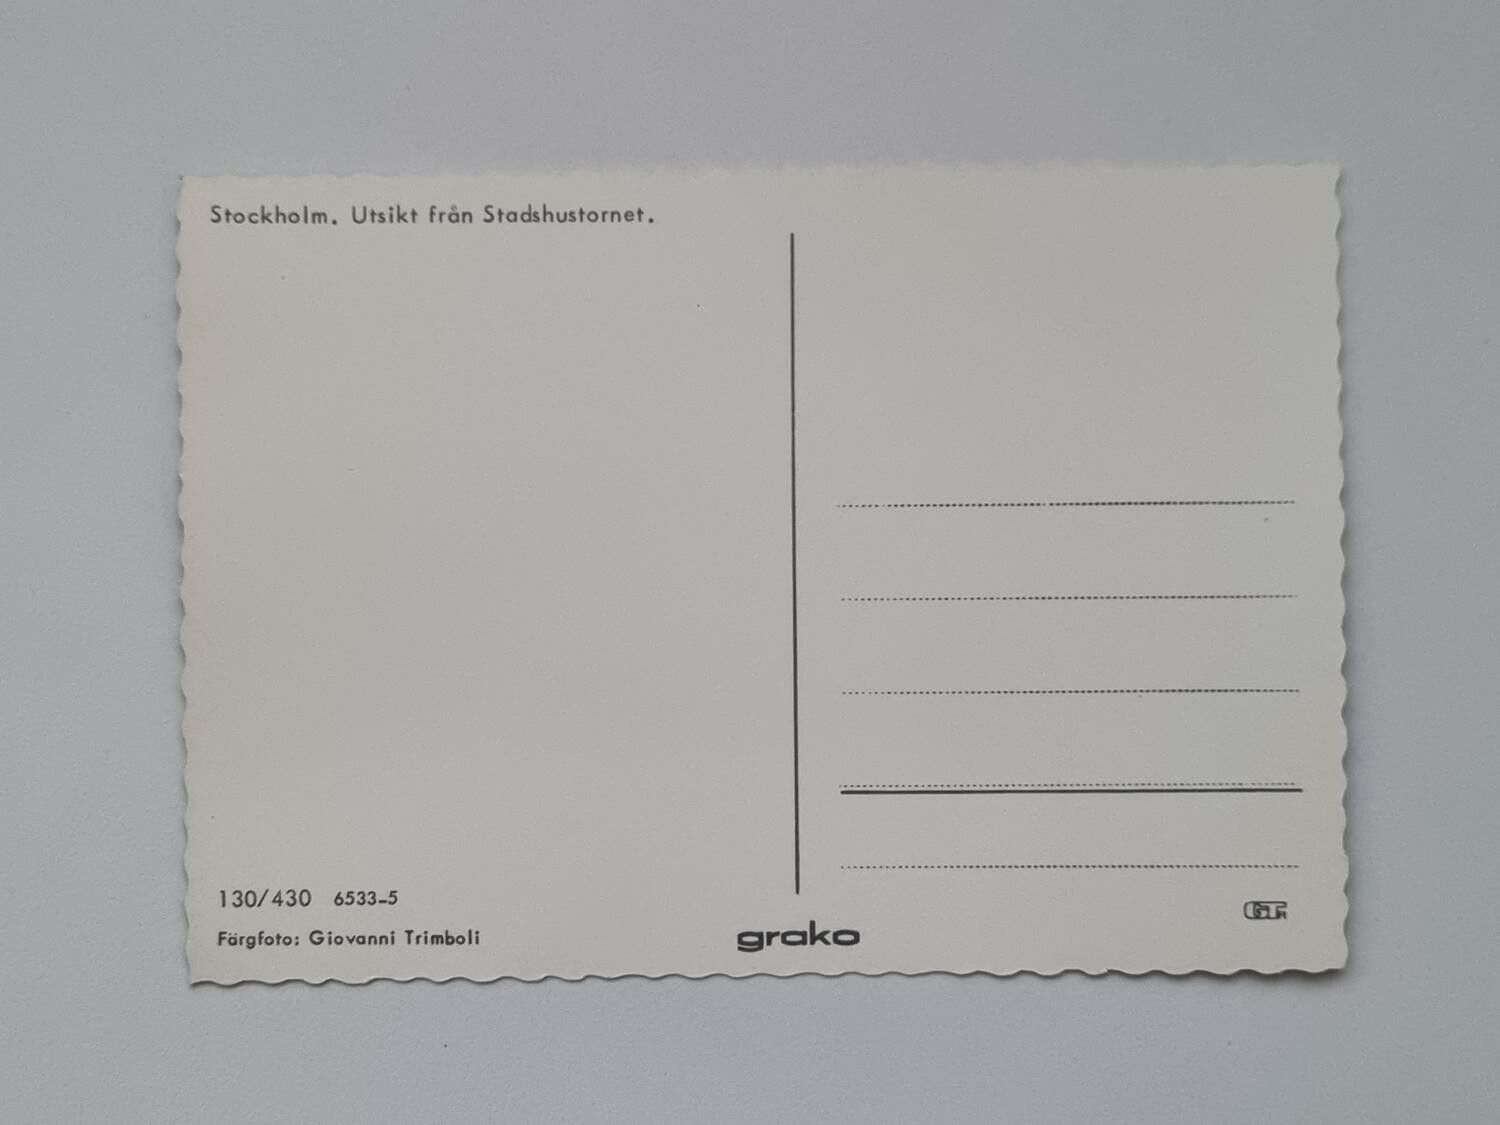 Stockholm. Utsikt från Stadshustornet.
130/430 6533-5
Färgfoto: Giovanni Trimboli
grako